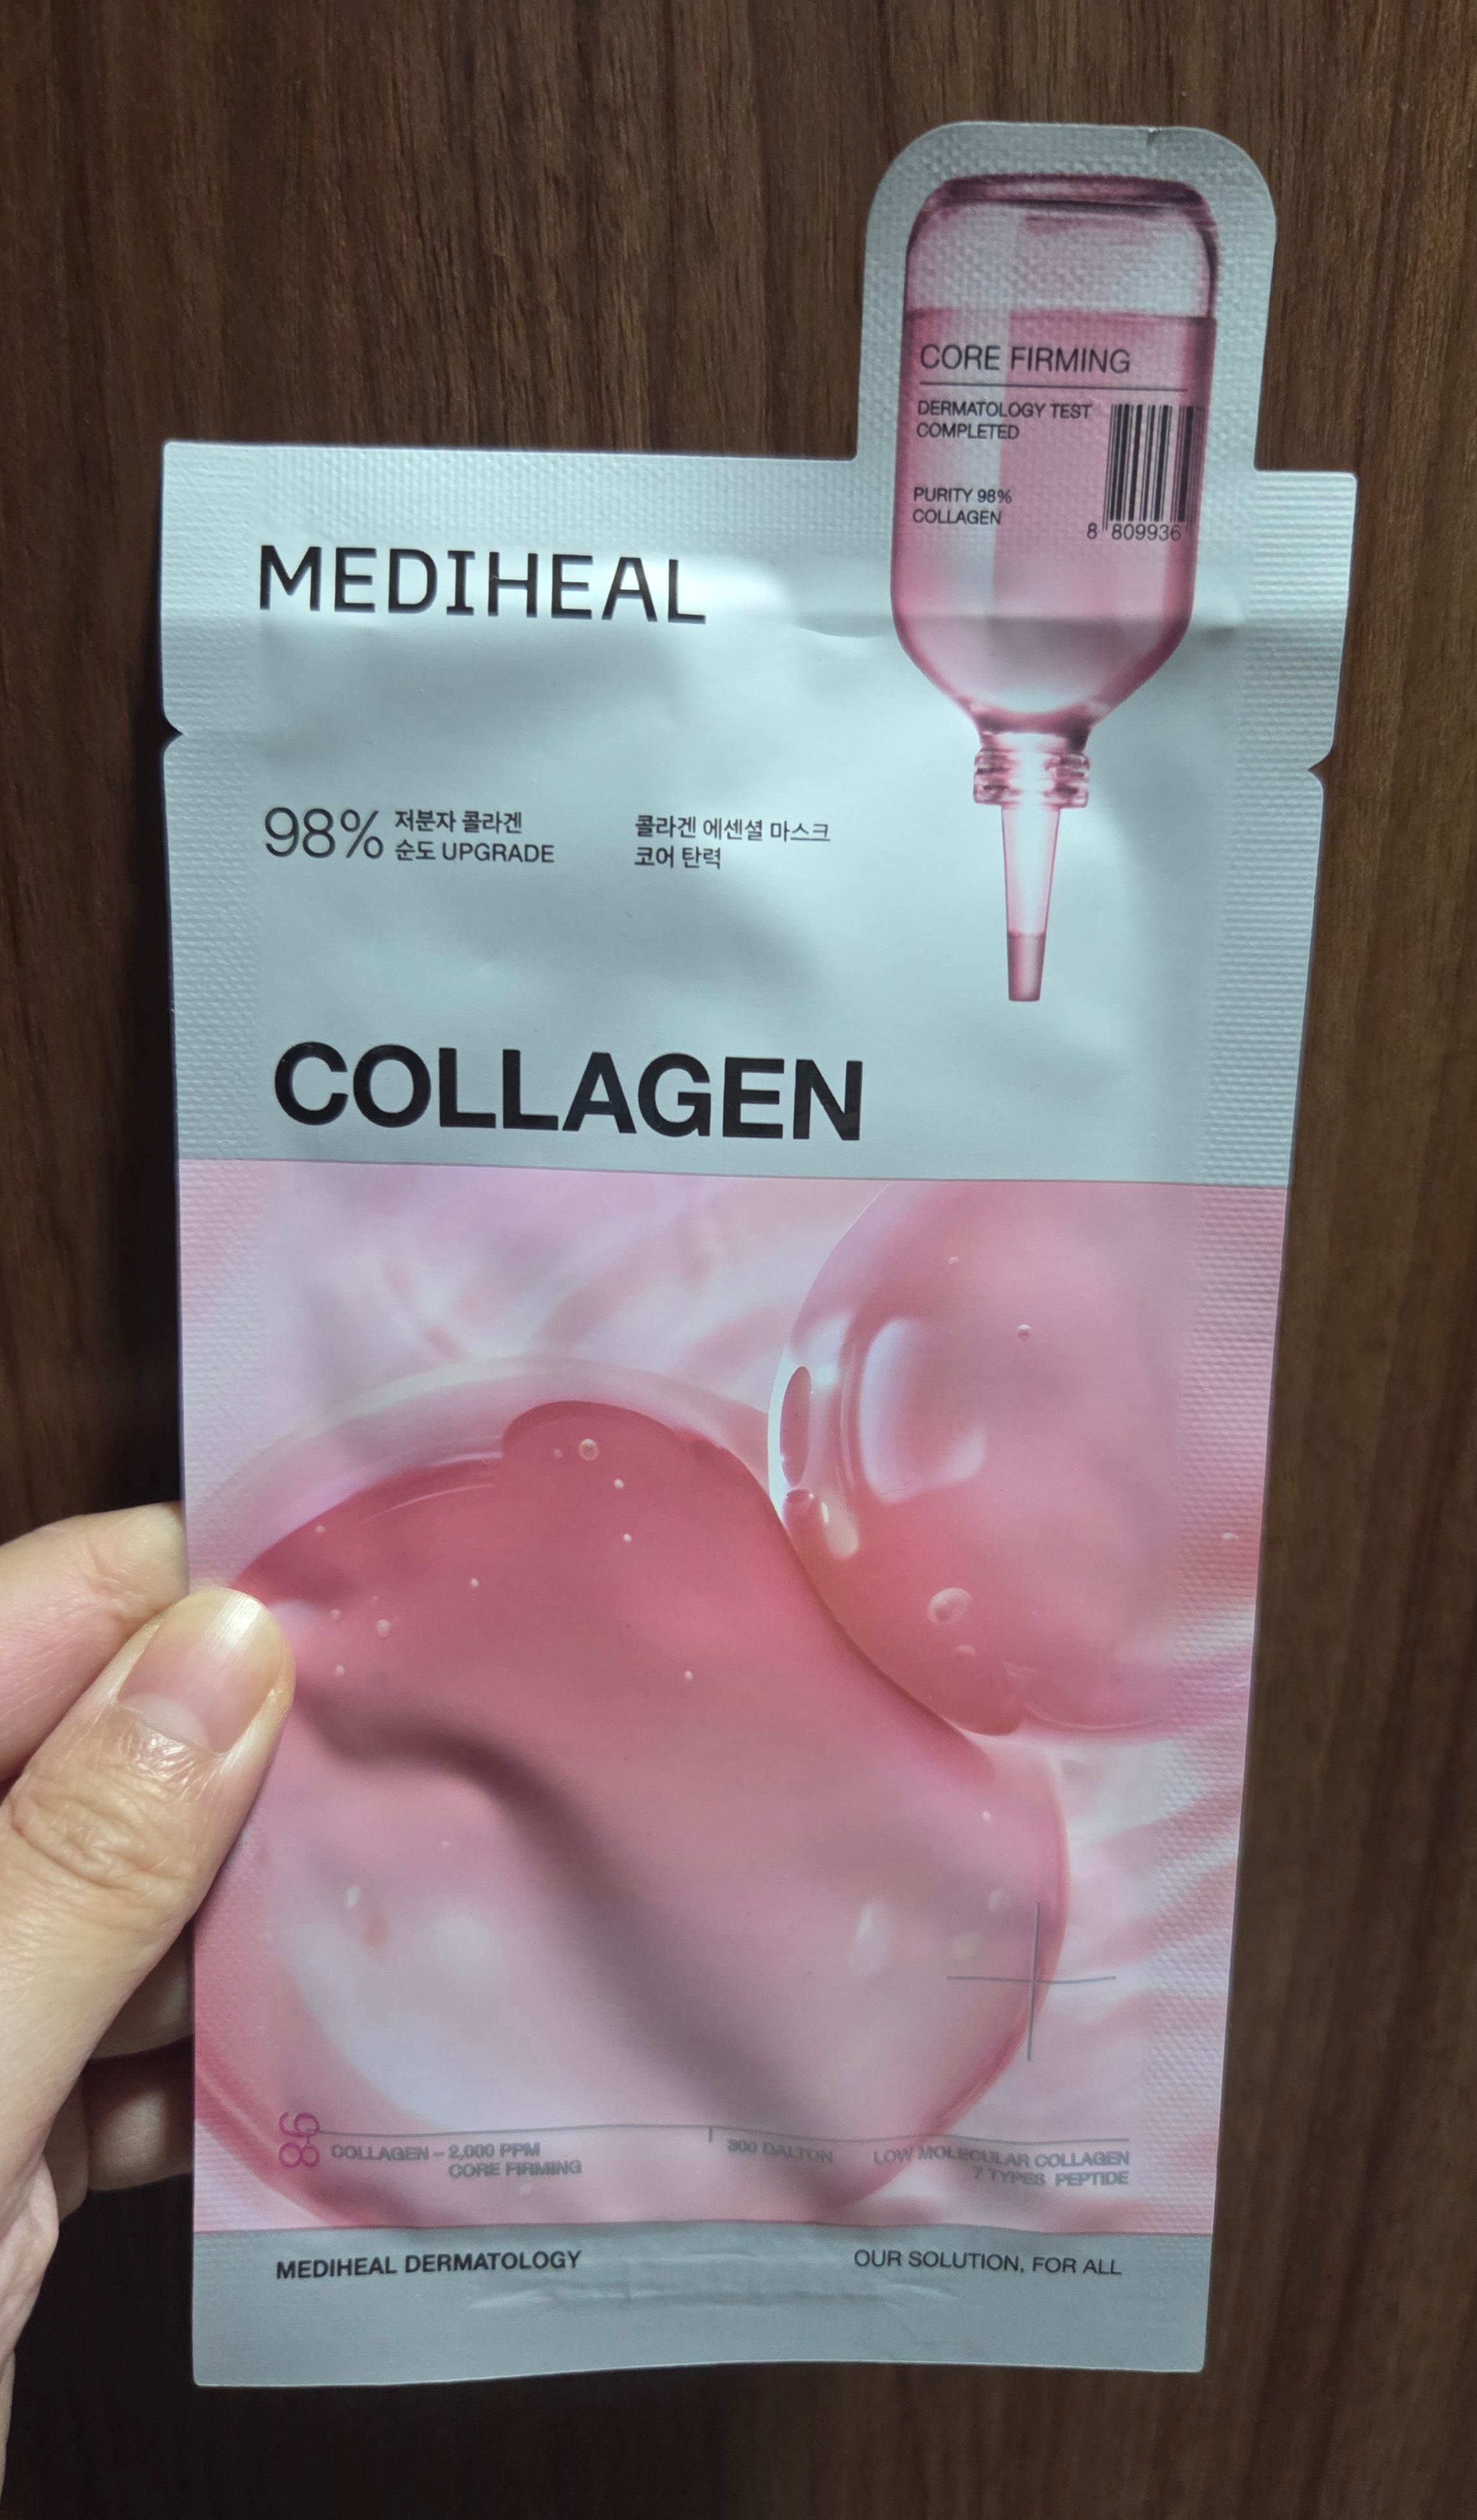 CORE FIRMING
DERMATOLOGY TEST
COMPLETED
PURITY 98%
COLLAGEN
8 809936
MEDIHEAL
98%
저분자 콜라겐
순도 UPGRADE
콜라겐 에센셜 마스크
코어 탄력
COLLAGEN
98
COLLAGEN – 2,000 PPM
CORE FIRMING
300 DALTON
LOW MOLECULAR COLLAGEN
7 TYPES PEPTIDE
MEDIHEAL DERMATOLOGY
OUR SOLUTION, FOR ALL